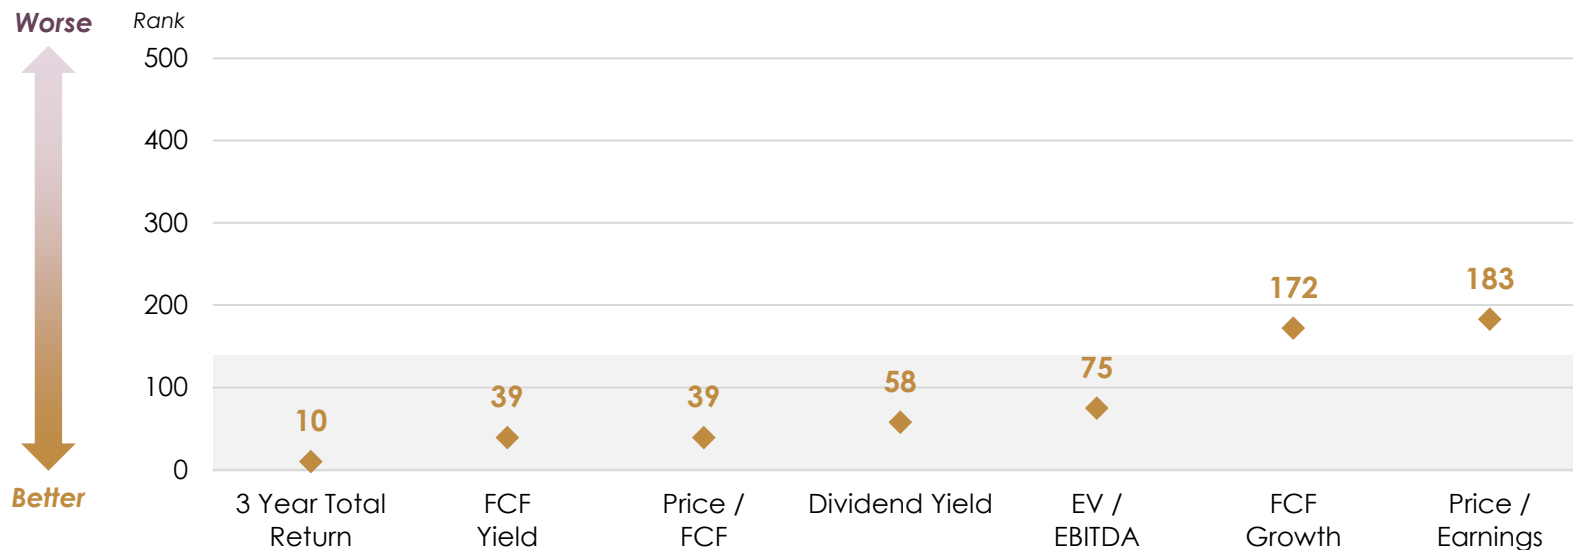 Worse
Rank
500
400
300
200
100
0
Better
10
39
39
58
75
172
183
3 Year Total
Return
FCF
Yield
Price /
FCF
Dividend Yield
EV /
EBITDA
FCF
Growth
Price /
Earnings